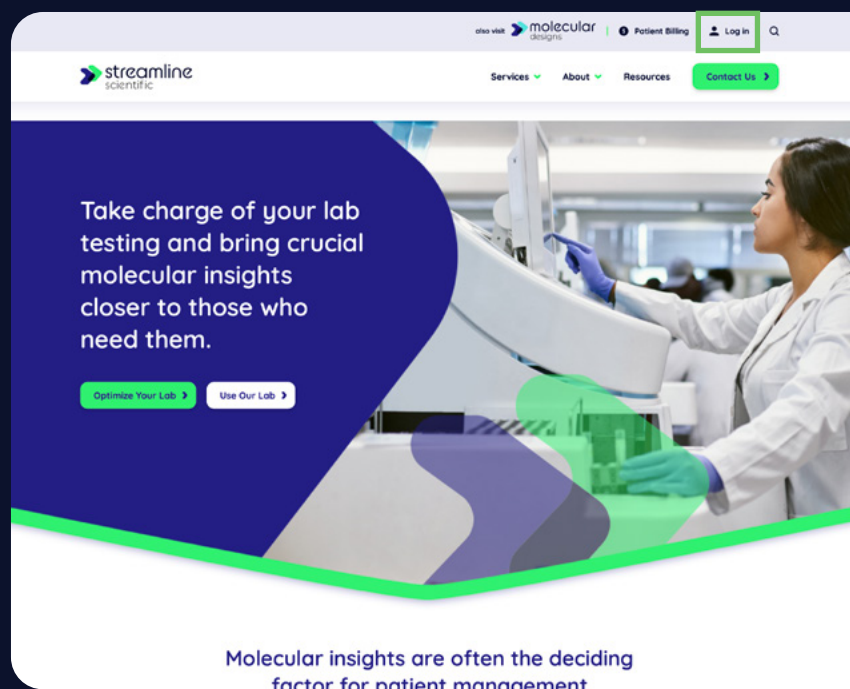 also visit molecular designs Patient Billing Log in
streamline scientific
Services About Resources Contact Us
Take charge of your lab
testing and bring crucial
molecular insights
closer to those who
need them.
Optimize Your Lab Use Our Lab
Molecular insights are often the deciding
factor for patient management